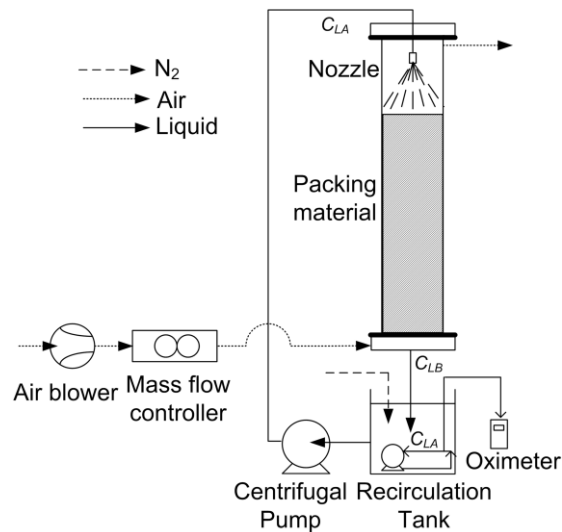 C_LA
N2
Air
Liquid
Nozzle
Packing
material
Air blower
Mass flow
controller
C_LB
C_LA
Centrifugal
Pump
Recirculation
Tank
Oximeter